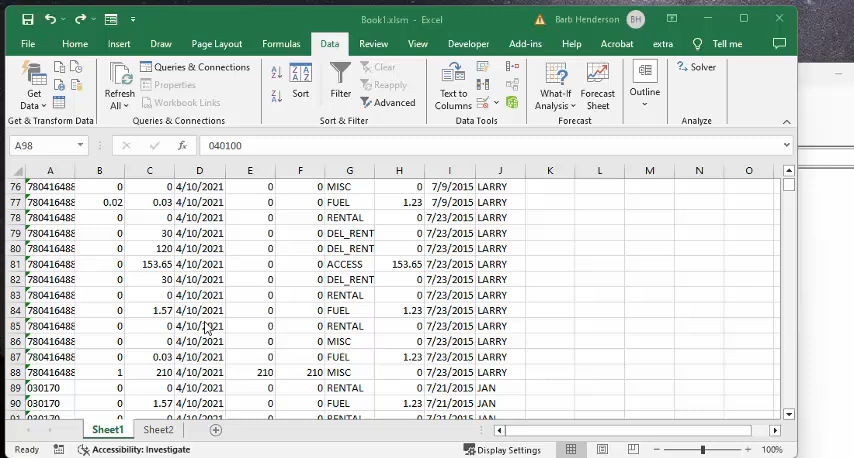 Book1.xlsm - Excel
Barb Henderson BH
File Home Insert Draw Page Layout Formulas Data Review View Developer Add-ins Help Acrobat extra Tell me
Get Data
Refresh All
Queries & Connections
Properties
Workbook Links
Sort
Filter
Clear
Reapply
Advanced
Text to Columns
What-If Analysis
Forecast Sheet
Outline
Solver
Get & Transform Data Queries & Connections Sort & Filter Data Tools Forecast Analyze
A98 fx 040100
A B C D E F G H I J K L M N O
76 780416488 0 0 4/10/2021 0 0 MISC 0 7/9/2015 LARRY
77 780416488 0.02 0.03 4/10/2021 0 0 FUEL 1.23 7/9/2015 LARRY
78 780416488 0 0 4/10/2021 0 0 RENTAL 0 7/23/2015 LARRY
79 780416488 0 30 4/10/2021 0 0 DEL_RENT 0 7/23/2015 LARRY
80 780416488 0 120 4/10/2021 0 0 DEL_RENT 0 7/23/2015 LARRY
81 780416488 0 153.65 4/10/2021 0 0 ACCESS 153.65 7/23/2015 LARRY
82 780416488 0 30 4/10/2021 0 0 DEL_RENT 0 7/23/2015 LARRY
83 780416488 0 0 4/10/2021 0 0 RENTAL 0 7/23/2015 LARRY
84 780416488 0 1.57 4/10/2021 0 0 FUEL 1.23 7/23/2015 LARRY
85 780416488 0 0 4/10/2021 0 0 RENTAL 0 7/23/2015 LARRY
86 780416488 0 0 4/10/2021 0 0 MISC 0 7/23/2015 LARRY
87 780416488 0 0.03 4/10/2021 0 0 FUEL 1.23 7/23/2015 LARRY
88 780416488 1 210 4/10/2021 210 210 MISC 0 7/23/2015 LARRY
89 030170 0 0 4/10/2021 0 0 RENTAL 0 7/21/2015 JAN
90 030170 0 1.57 4/10/2021 0 0 FUEL 1.23 7/21/2015 JAN
91 030170 0 0 4/10/2021 0 0 RENTAL 0 7/21/2015 JAN
Sheet1 Sheet2
Ready Accessibility: Investigate Display Settings 100%